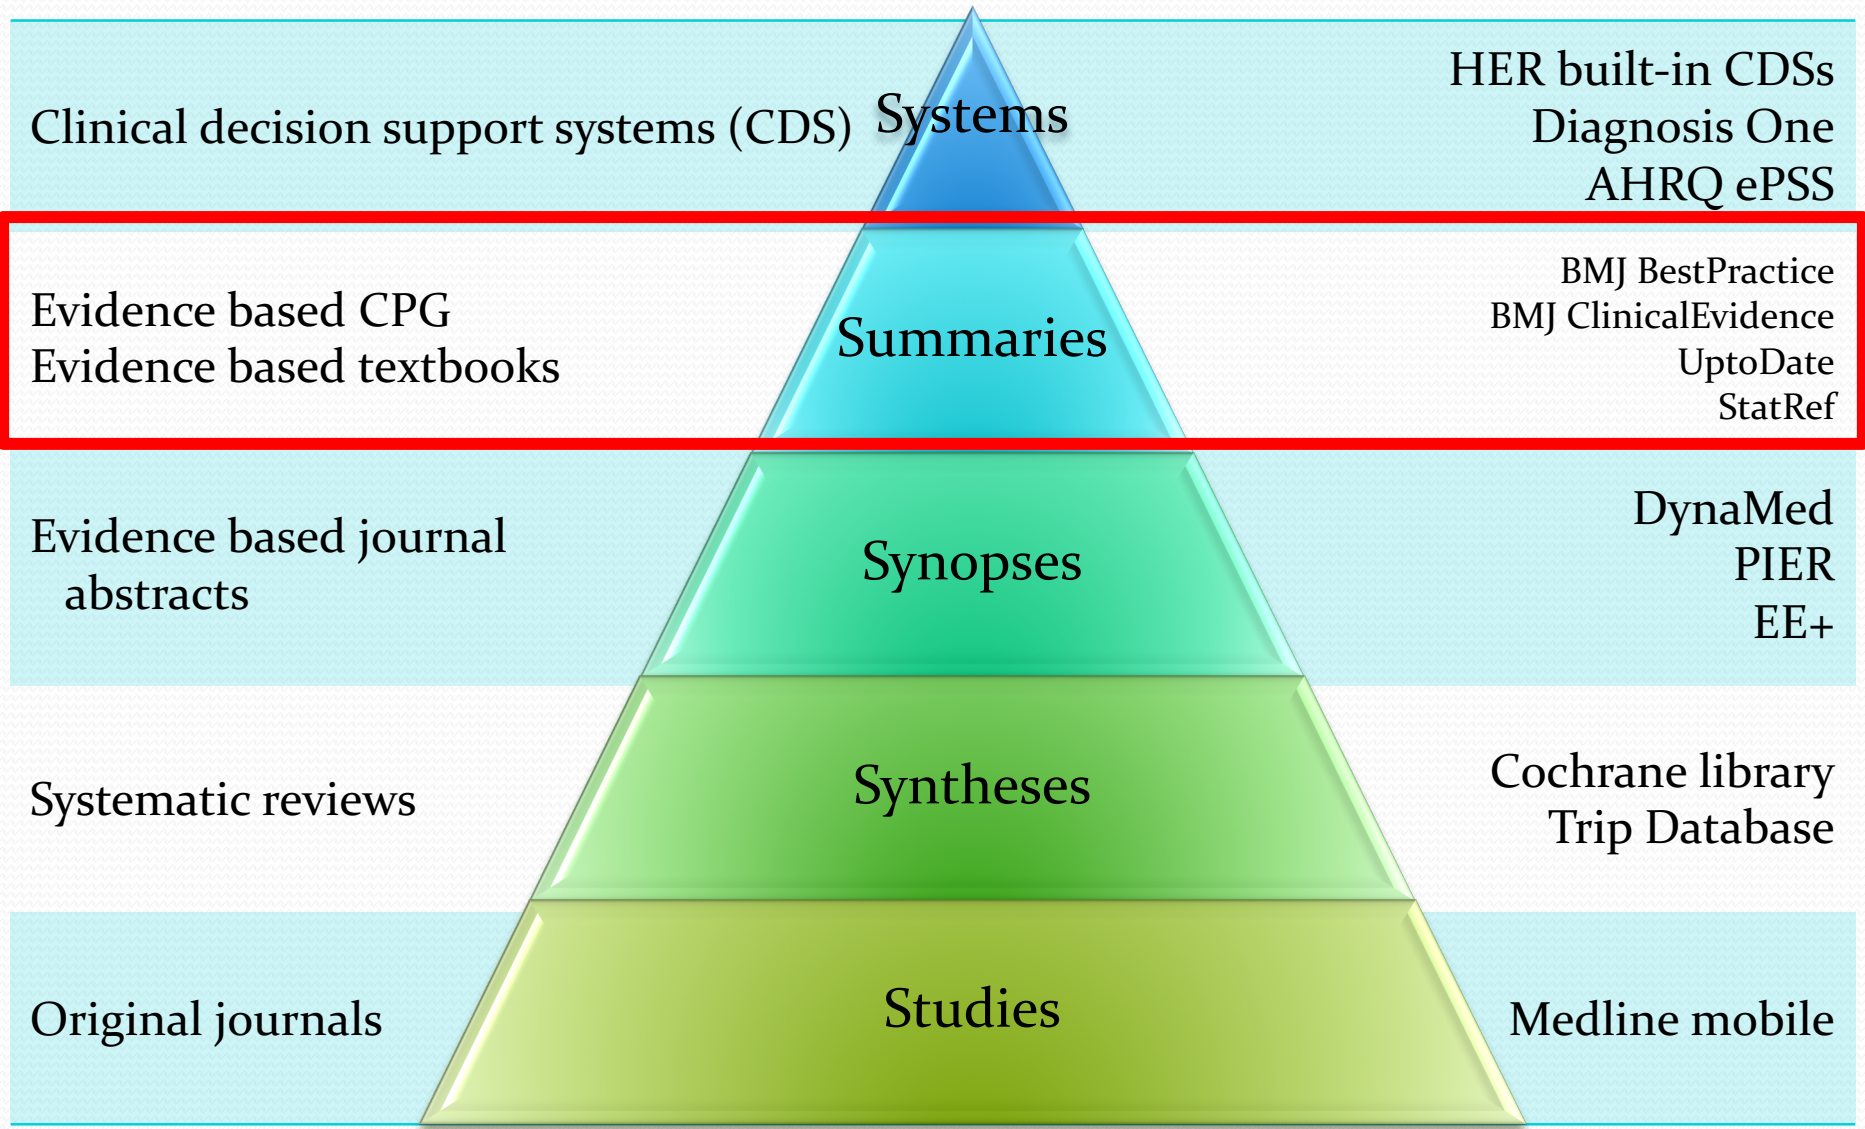 Clinical decision support systems (CDS)
Systems
HER built-in CDSs
Diagnosis One
AHRQ ePSS
Evidence based CPG
Evidence based textbooks
Summaries
BMJ BestPractice
BMJ ClinicalEvidence
UptoDate
StatRef
Evidence based journal
abstracts
Synopses
DynaMed
PIER
EE+
Systematic reviews
Syntheses
Cochrane library
Trip Database
Original journals
Studies
Medline mobile